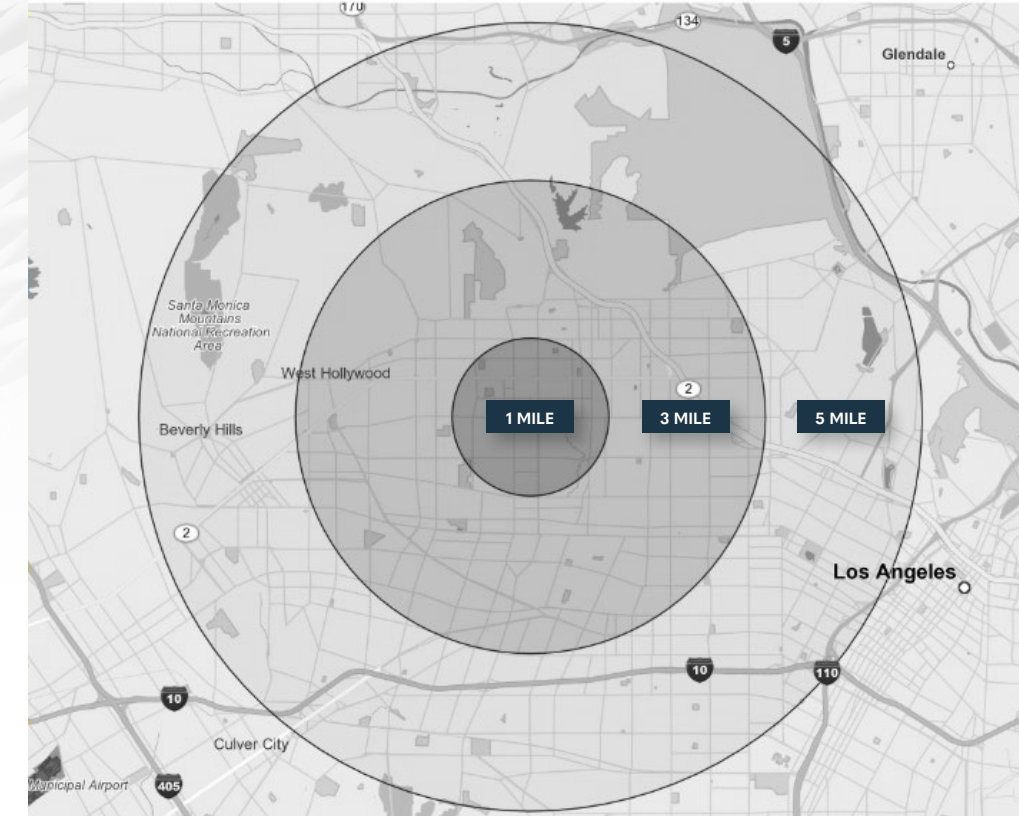 170
134
5
Glendale
Santa Monica
Mountains
National Recreation
Area
West Hollywood
2
1 MILE
3 MILE
5 MILE
Beverly Hills
2
Los Angeles
10
110
10
Culver City
Municipal Airport
405